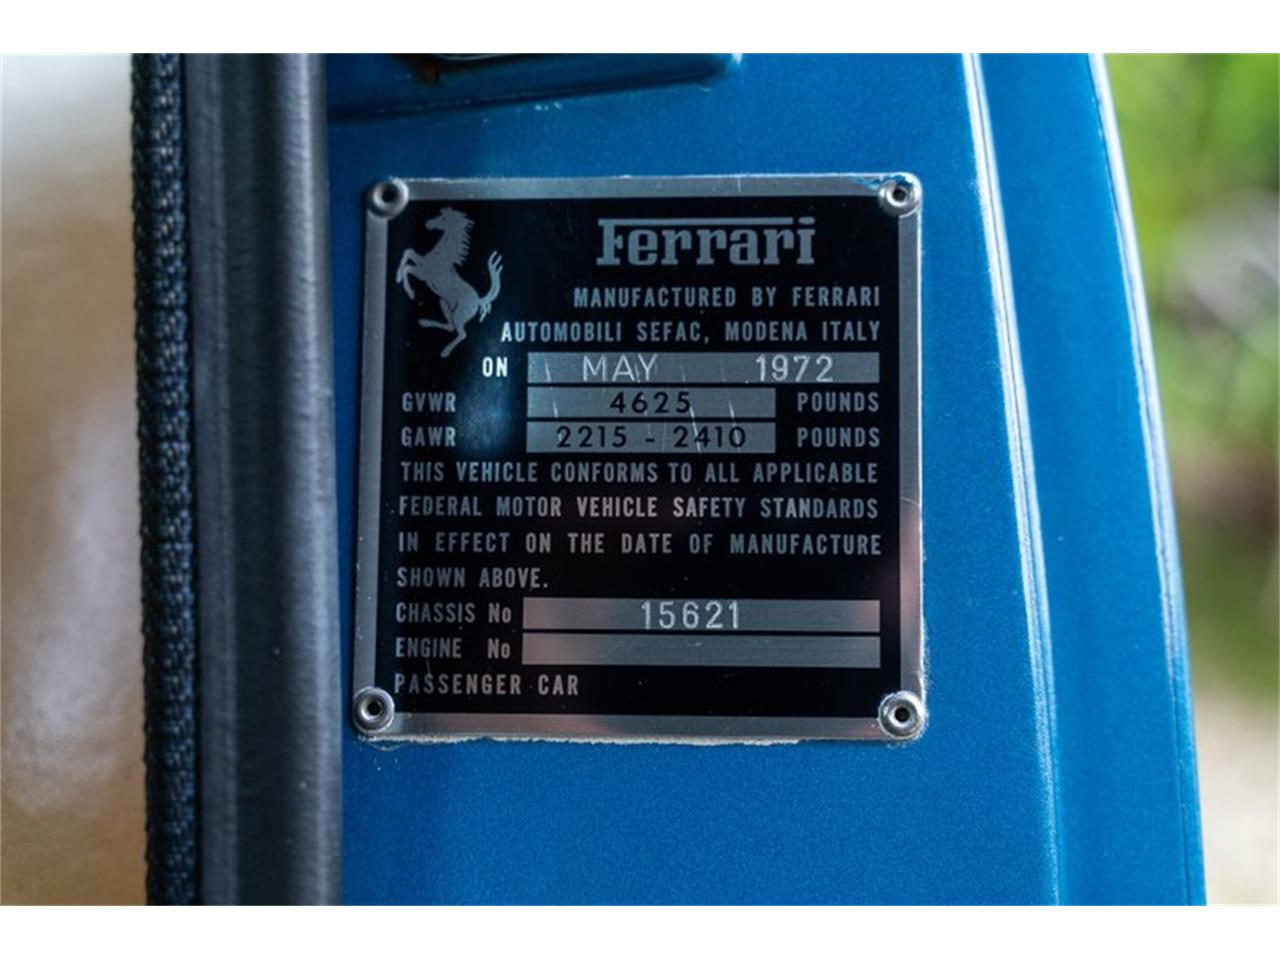 Ferrari
MANUFACTURED BY FERRARI
AUTOMOBILI SEFAC, MODENA ITALY
ON MAY 1972
GVWR 4625 POUNDS
GAWR 2215 - 2410 POUNDS
THIS VEHICLE CONFORMS TO ALL APPLICABLE
FEDERAL MOTOR VEHICLE SAFETY STANDARDS
IN EFFECT ON THE DATE OF MANUFACTURE
SHOWN ABOVE.
CHASSIS No 15621
ENGINE No
PASSENGER CAR